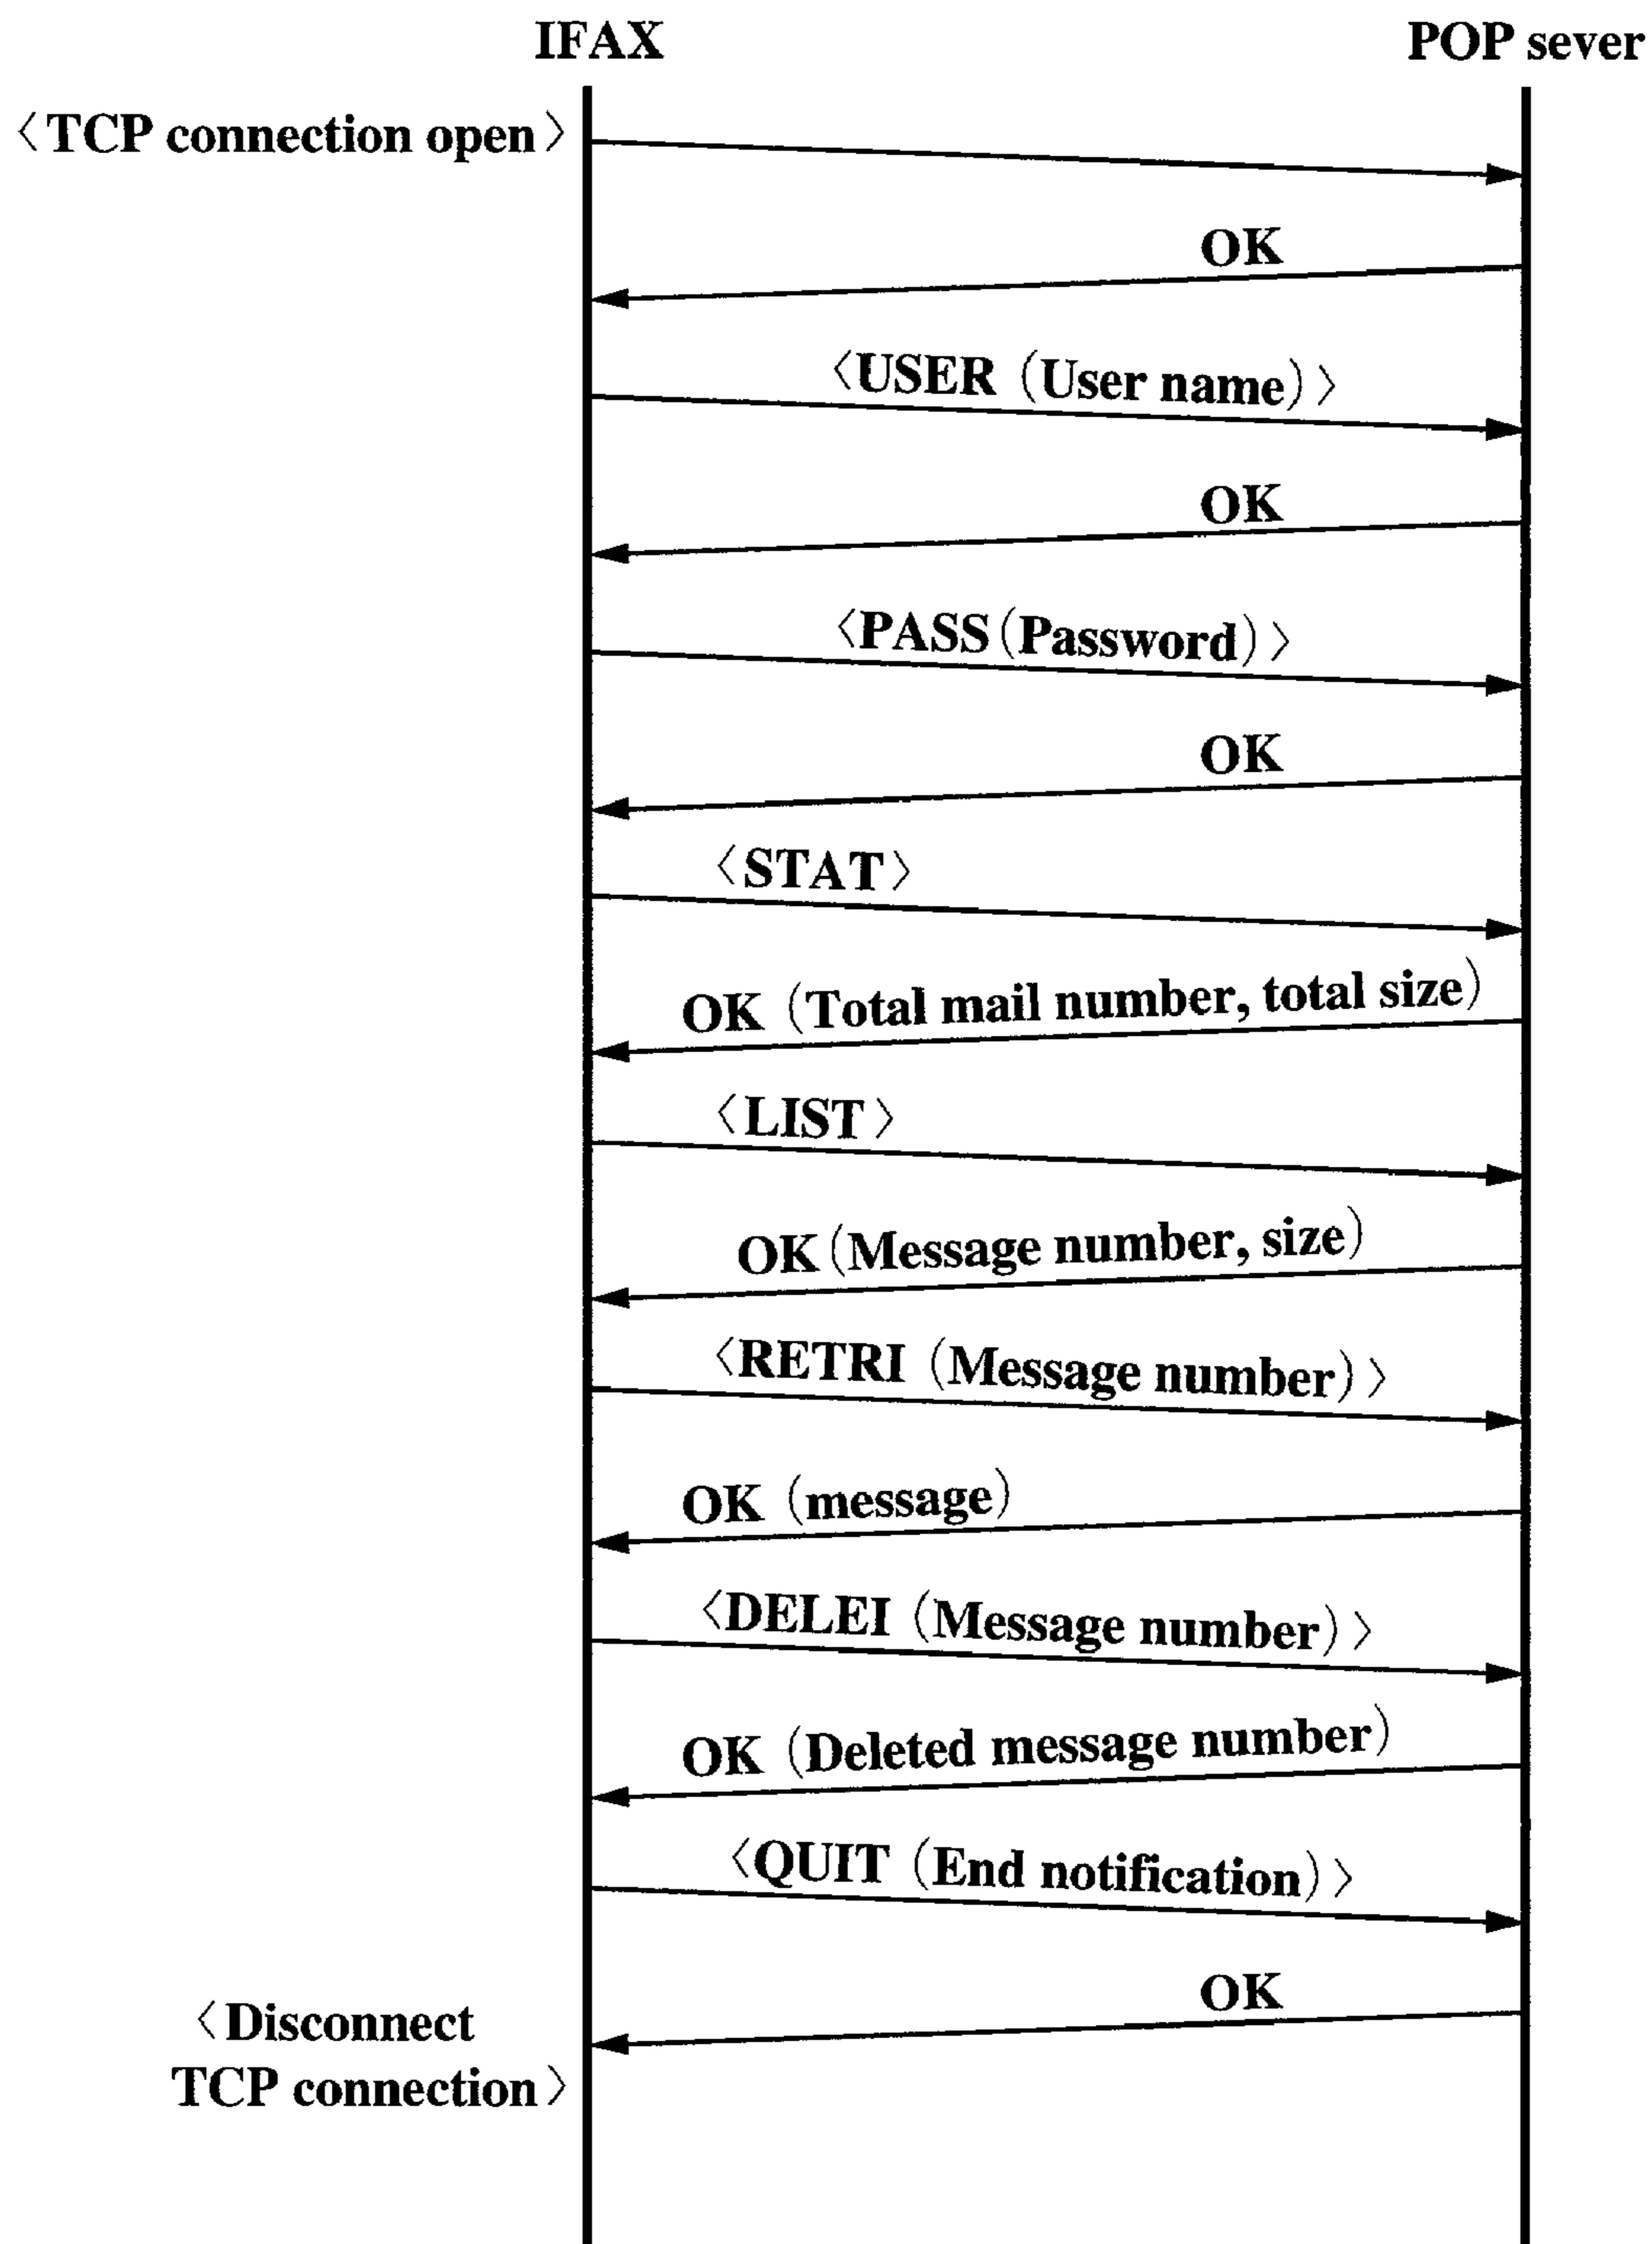 IFAX
POP sever
〈TCP connection open〉
OK
〈USER (User name)〉
OK
〈PASS(Password)〉
OK
〈STAT〉
OK (Total mail number, total size)
〈LIST〉
OK(Message number, size)
〈RETRI (Message number)〉
OK (message)
〈DELEI (Message number)〉
OK (Deleted message number)
〈QUIT (End notification)〉
OK
〈Disconnect
TCP connection〉